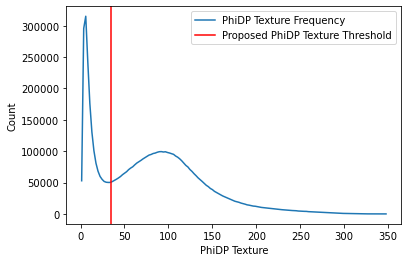 PhiDP Texture Frequency
Proposed PhiDP Texture Threshold
Count
300000
250000
200000
150000
100000
50000
0
0 50 100 150 200 250 300 350
PhiDP Texture